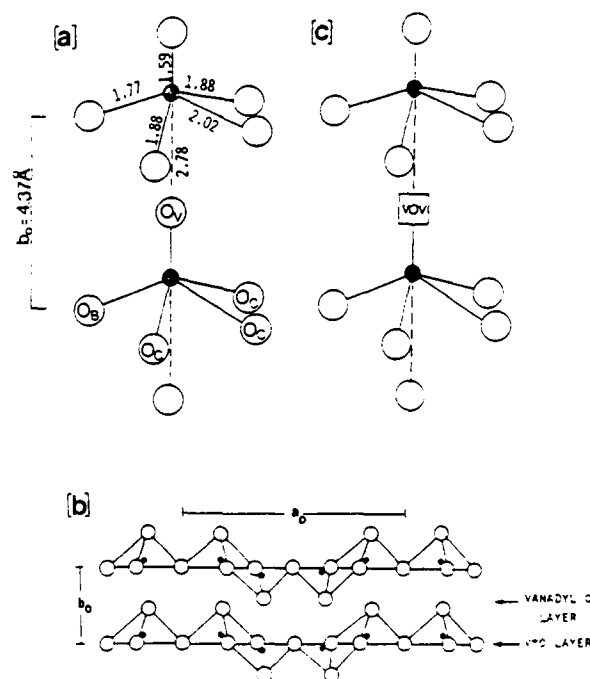 [a]
[c]
1.59
1.77
1.88
2.02
1.88
2.78
b₀ = 4.37Å
Oᵥ
VOV
O_B
O_C
O_C
O_C
[b]
a₀
b₀
VANADYL O
LAYER
LAYER